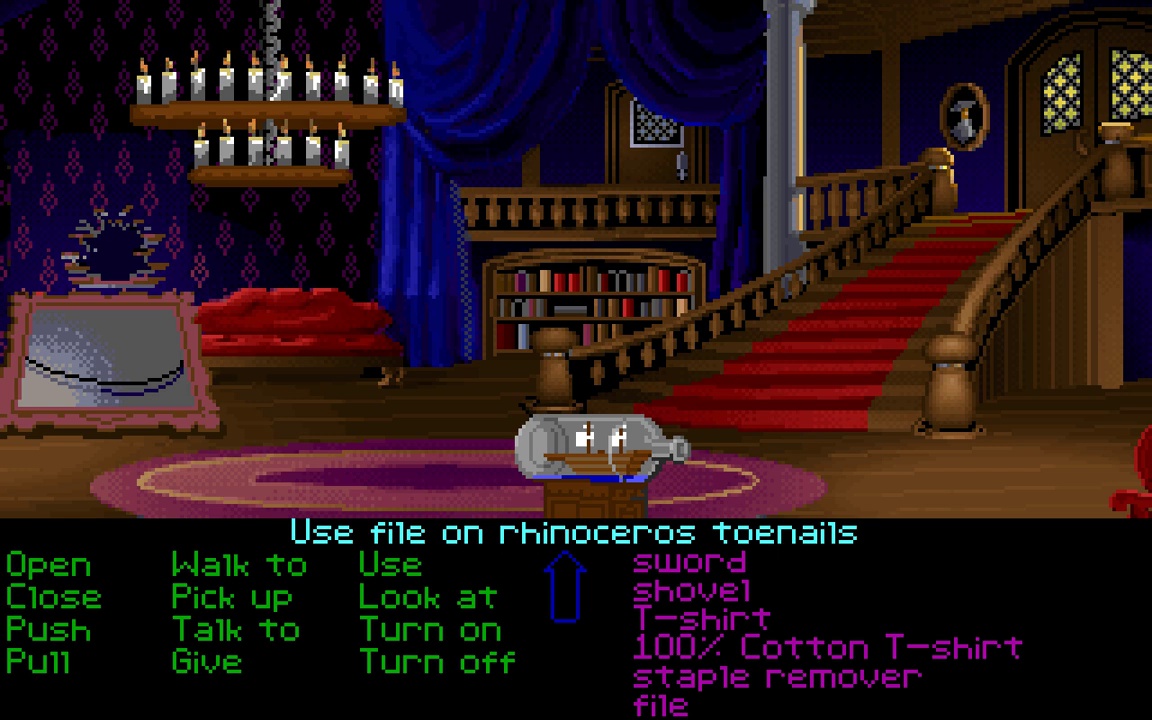 Use file on rhinoceros toenails
Open Walk to Use
Close Pick up Look at
Push Talk to Turn on
Pull Give Turn off
sword
shovel
T-shirt
100% Cotton T-shirt
staple remover
file